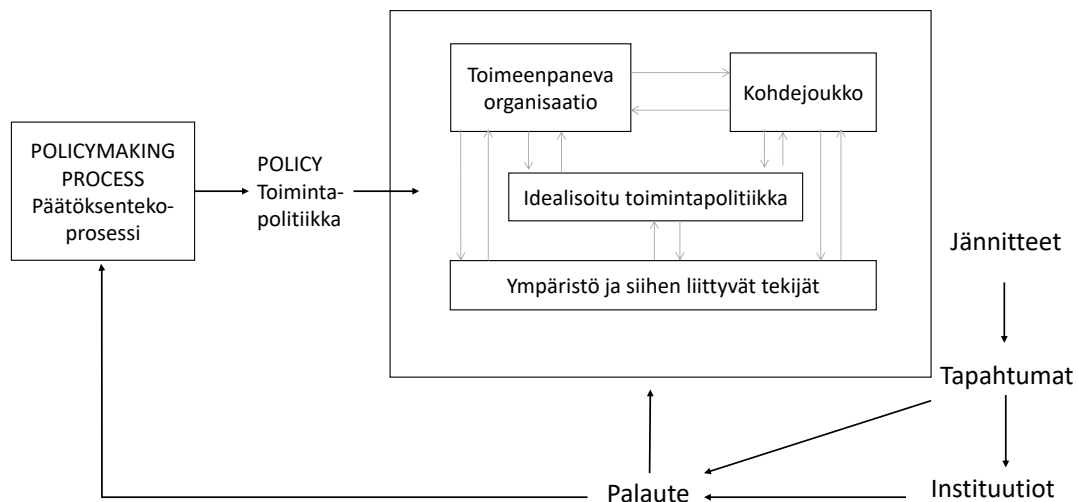 POLICYMAKING
PROCESS
Päätöksenteko-
prosessi
POLICY
Toiminta-
politiikka
Toimeenpaneva
organisaatio
Kohdejoukko
Idealisoitu toimintapolitiikka
Ympäristö ja siihen liittyvät tekijät
Jännitteet
Tapahtumat
Instituutiot
Palaute